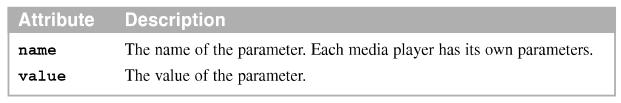 Attribute Description
name The name of the parameter. Each media player has its own parameters.
value The value of the parameter.